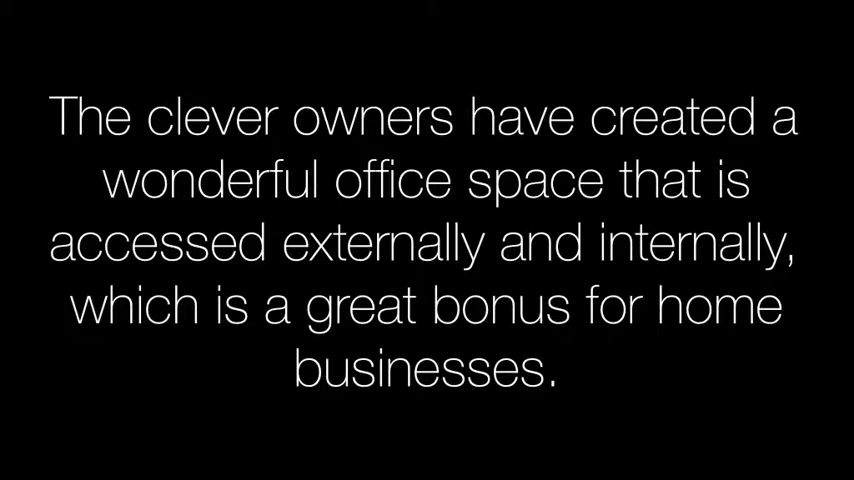 The clever owners have created a
wonderful office space that is
accessed externally and internally,
which is a great bonus for home
businesses.